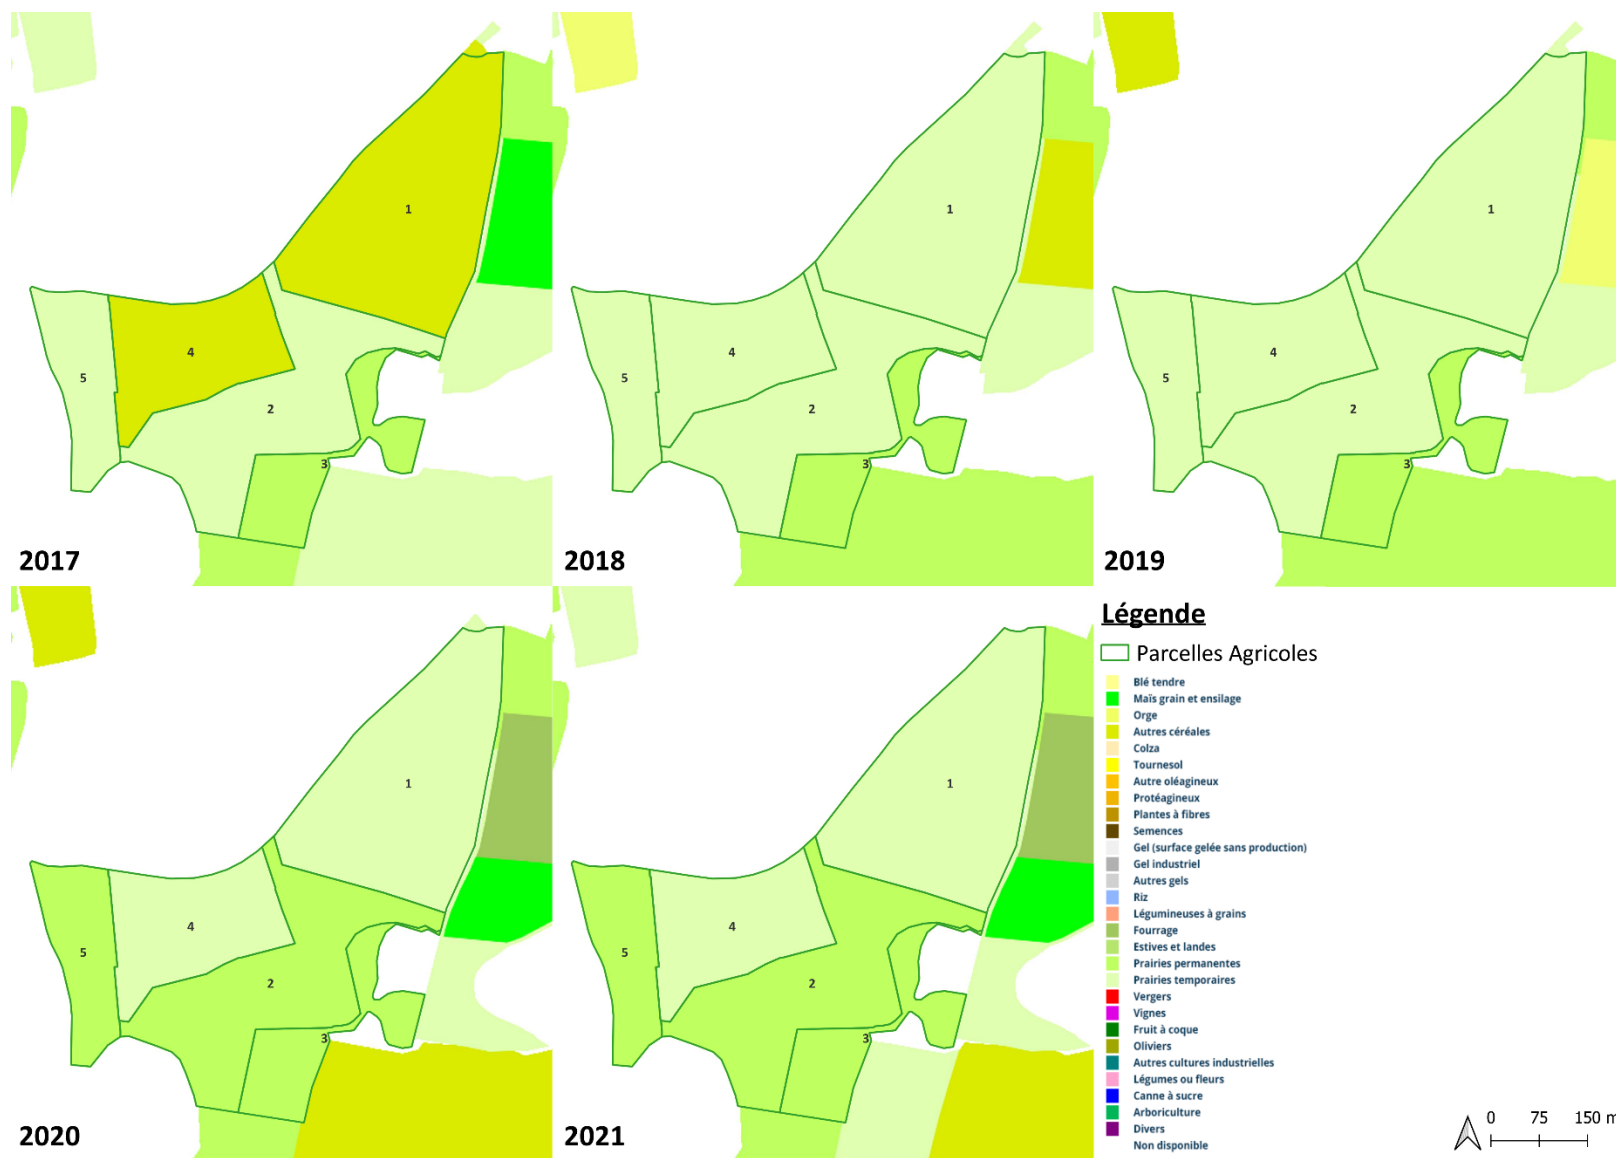 1
4
5
2
3
2017
1
4
5
2
3
2018
1
4
5
2
3
2019
1
4
5
2
3
2020
1
4
5
2
3
2021
Légende
Parcelles Agricoles
Blé tendre
Maïs grain et ensilage
Orge
Autres céréales
Colza
Tournesol
Autre oléagineux
Protéagineux
Plantes à fibres
Semences
Gel (surface gelée sans production)
Gel industriel
Autres gels
Riz
Légumineuses à grains
Fourrage
Estives et landes
Prairies permanentes
Prairies temporaires
Vergers
Vignes
Fruit à coque
Oliviers
Autres cultures industrielles
Légumes ou fleurs
Canne à sucre
Arboriculture
Divers
Non disponible
0 75 150 m